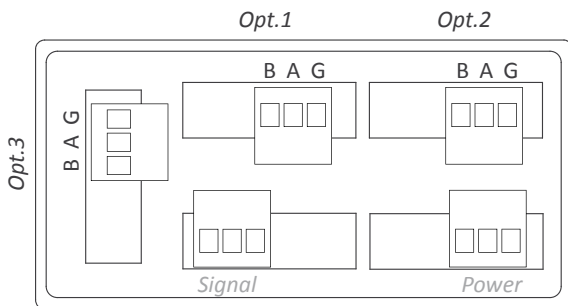 Opt.1
Opt.2
B A G
B A G
Opt.3
B A G
Signal
Power